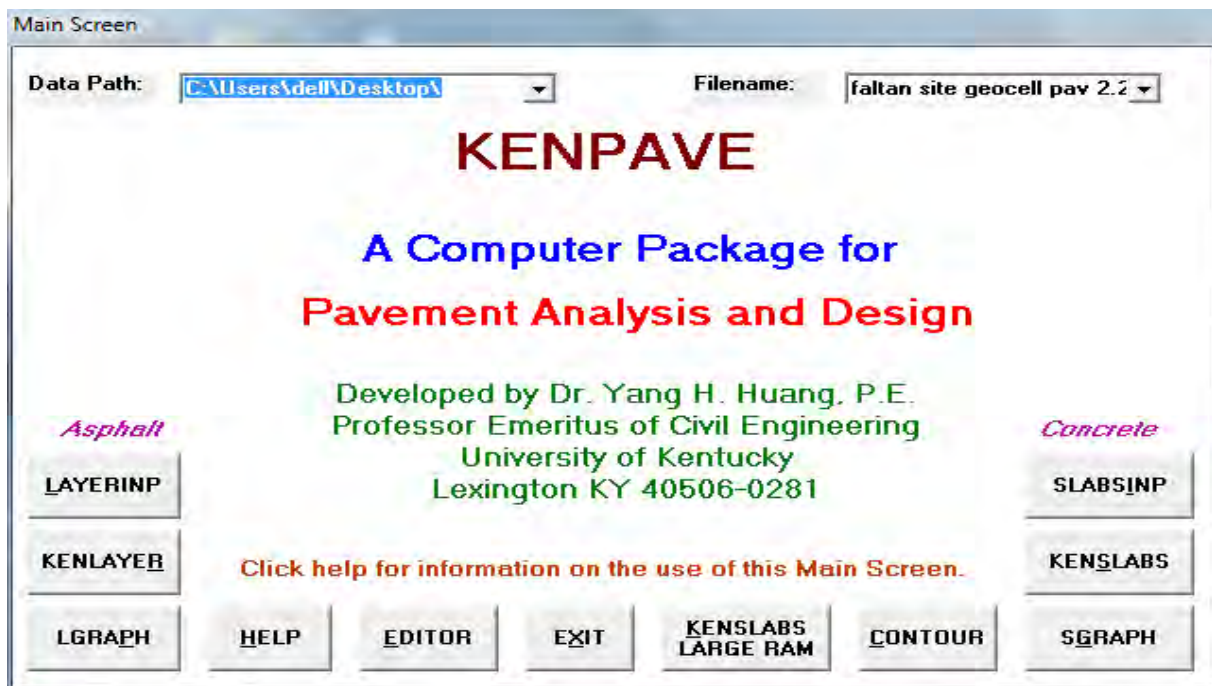 Main Screen
Data Path: C:\Users\dell\Desktop\ Filename: faltan site geocell pav 2.2
KENPAVE
A Computer Package for
Pavement Analysis and Design
Developed by Dr. Yang H. Huang, P.E.
Asphalt Professor Emeritus of Civil Engineering Concrete
University of Kentucky
LAYERINP Lexington KY 40506-0281 SLABSINP
KENLAYER Click help for information on the use of this Main Screen. KENSLABS
LGRAPH HELP EDITOR EXIT KENSLABS LARGE RAM CONTOUR SGRAPH